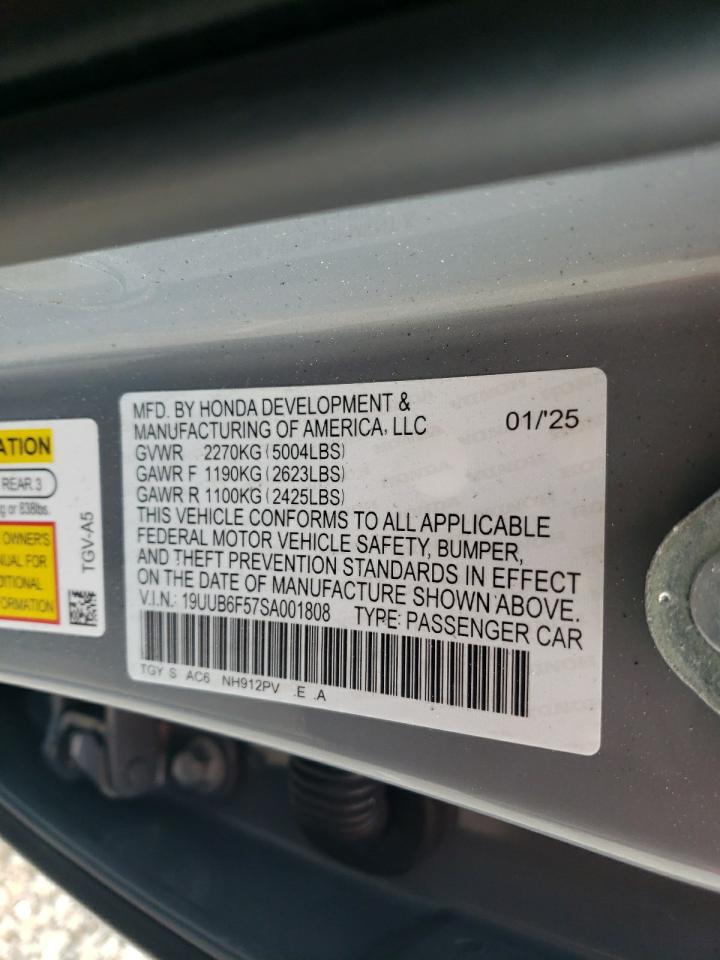 MFD. BY HONDA DEVELOPMENT &
MANUFACTURING OF AMERICA, LLC 01/'25
GVWR 2270KG (5004LBS)
GAWR F 1190KG (2623LBS)
GAWR R 1100KG (2425LBS)
THIS VEHICLE CONFORMS TO ALL APPLICABLE
FEDERAL MOTOR VEHICLE SAFETY, BUMPER,
AND THEFT PREVENTION STANDARDS IN EFFECT
ON THE DATE OF MANUFACTURE SHOWN ABOVE.
V.I.N.: 19UUB6F57SA001808 TYPE: PASSENGER CAR
TGY S AC6 NH912PV .E .A
ATION
REAR 3
g or 838lbs.
OWNER'S
NUAL FOR
DITIONAL
FORMATION
TGV-A5